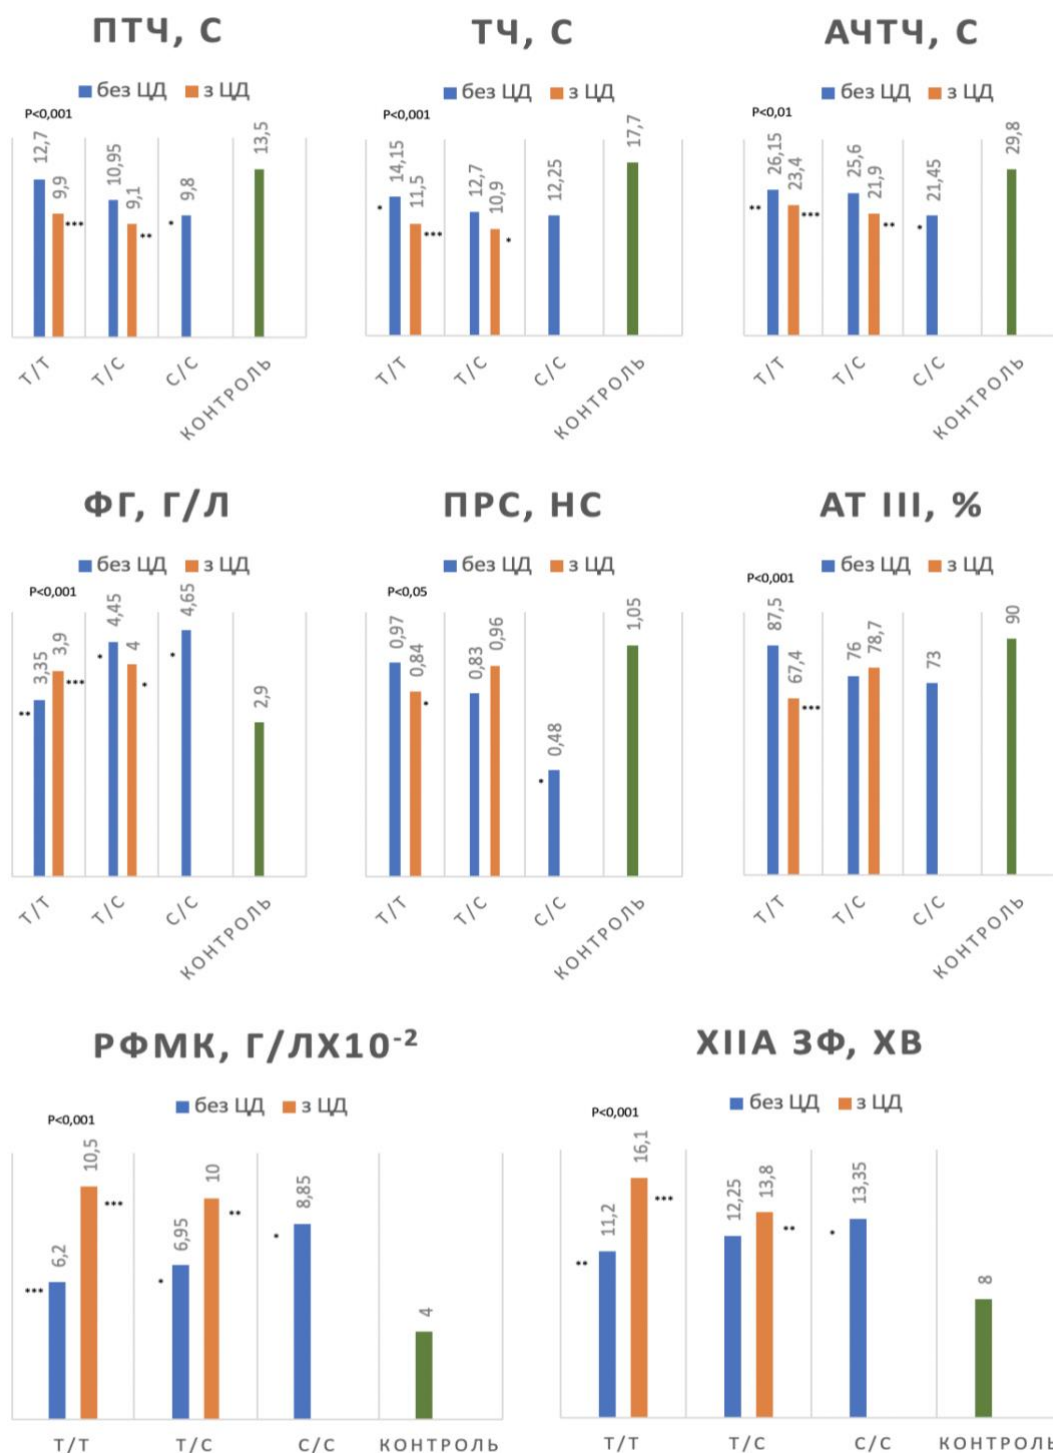 ПТЧ, С
без ЦД з ЦД
P<0,001
12,7 9,9 10,95 9,1 9,8 13,5
*** ** *
Т/Т Т/С С/С КОНТРОЛЬ
ТЧ, С
без ЦД з ЦД
P<0,001
14,15 11,5 12,7 10,9 12,25 17,7
* *** *
Т/Т Т/С С/С КОНТРОЛЬ
АЧТЧ, С
без ЦД з ЦД
P<0,01
26,15 23,4 25,6 21,9 21,45 29,8
** *** ** *
Т/Т Т/С С/С КОНТРОЛЬ
ФГ, Г/Л
без ЦД з ЦД
P<0,001
3,35 3,9 4,45 4 4,65 2,9
** *** * * *
Т/Т Т/С С/С КОНТРОЛЬ
ПРС, НС
без ЦД з ЦД
P<0,05
0,97 0,84 0,83 0,96 0,48 1,05
* *
Т/Т Т/С С/С КОНТРОЛЬ
АТ ІІІ, %
без ЦД з ЦД
P<0,001
87,5 67,4 76 78,7 73 90
***
Т/Т Т/С С/С КОНТРОЛЬ
РФМК, Г/ЛХ10⁻²
без ЦД з ЦД
P<0,001
6,2 10,5 6,95 10 8,85 4
*** *** * ** *
Т/Т Т/С С/С КОНТРОЛЬ
ХІІА ЗФ, ХВ
без ЦД з ЦД
P<0,001
11,2 16,1 12,25 13,8 13,35 8
** *** ** *
Т/Т Т/С С/С КОНТРОЛЬ